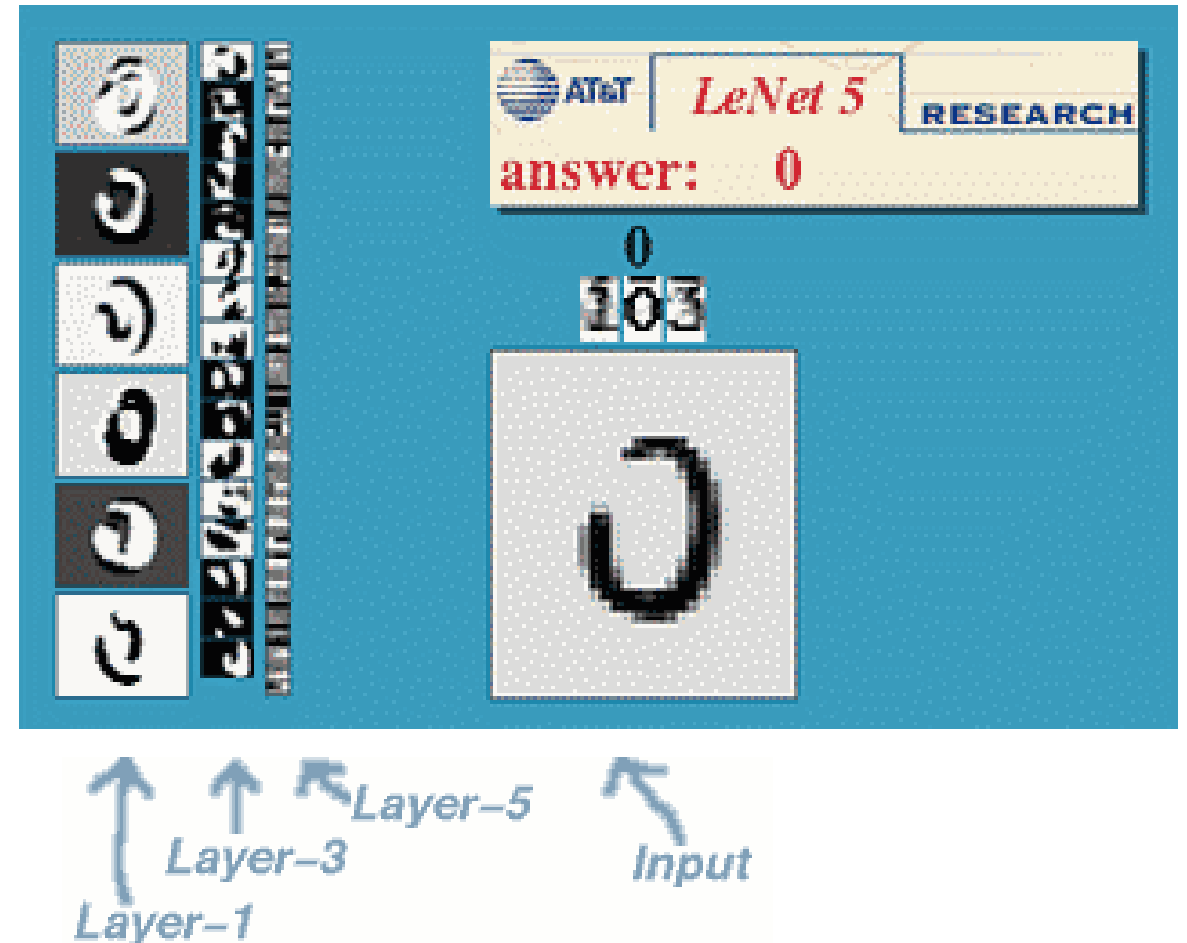 AT&T LeNet 5 RESEARCH
answer: 0
0
103
Layer-5
Layer-3
Input
Layer-1